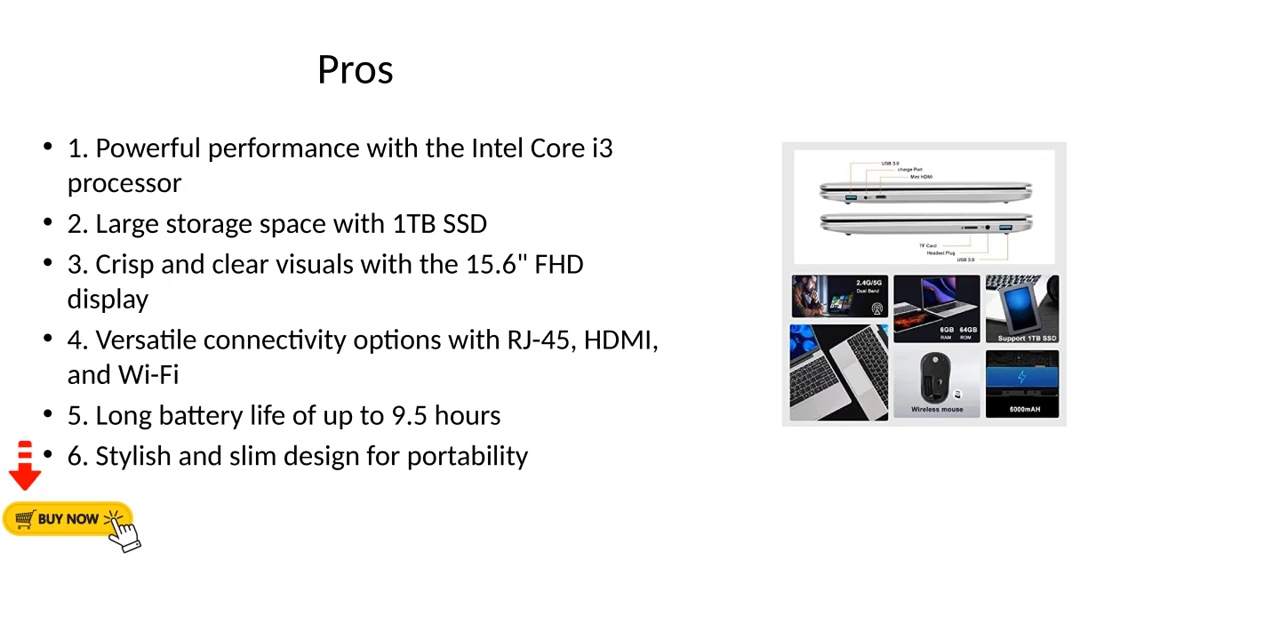 Pros
• 1. Powerful performance with the Intel Core i3
processor
• 2. Large storage space with 1TB SSD
• 3. Crisp and clear visuals with the 15.6" FHD
display
• 4. Versatile connectivity options with RJ-45, HDMI,
and Wi-Fi
• 5. Long battery life of up to 9.5 hours
• 6. Stylish and slim design for portability
BUY NOW
USB 3.0
charge Port
Mini HDMI
TF Card
Headset Plug
USB 3.0
2.4G/5G
Dual Band
6GB 64GB
RAM ROM
Support 1TB SSD
Wireless mouse
5000mAH